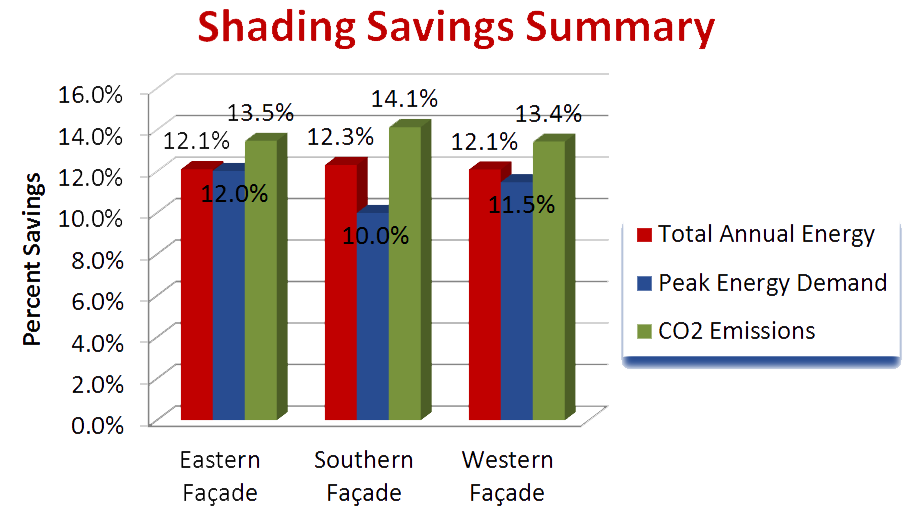 Shading Savings Summary
Percent Savings
16.0%
14.0%
12.0%
10.0%
8.0%
6.0%
4.0%
2.0%
0.0%
12.1%
12.0%
13.5%
12.3%
10.0%
14.1%
12.1%
11.5%
13.4%
Eastern
Façade
Southern
Façade
Western
Façade
Total Annual Energy
Peak Energy Demand
CO2 Emissions